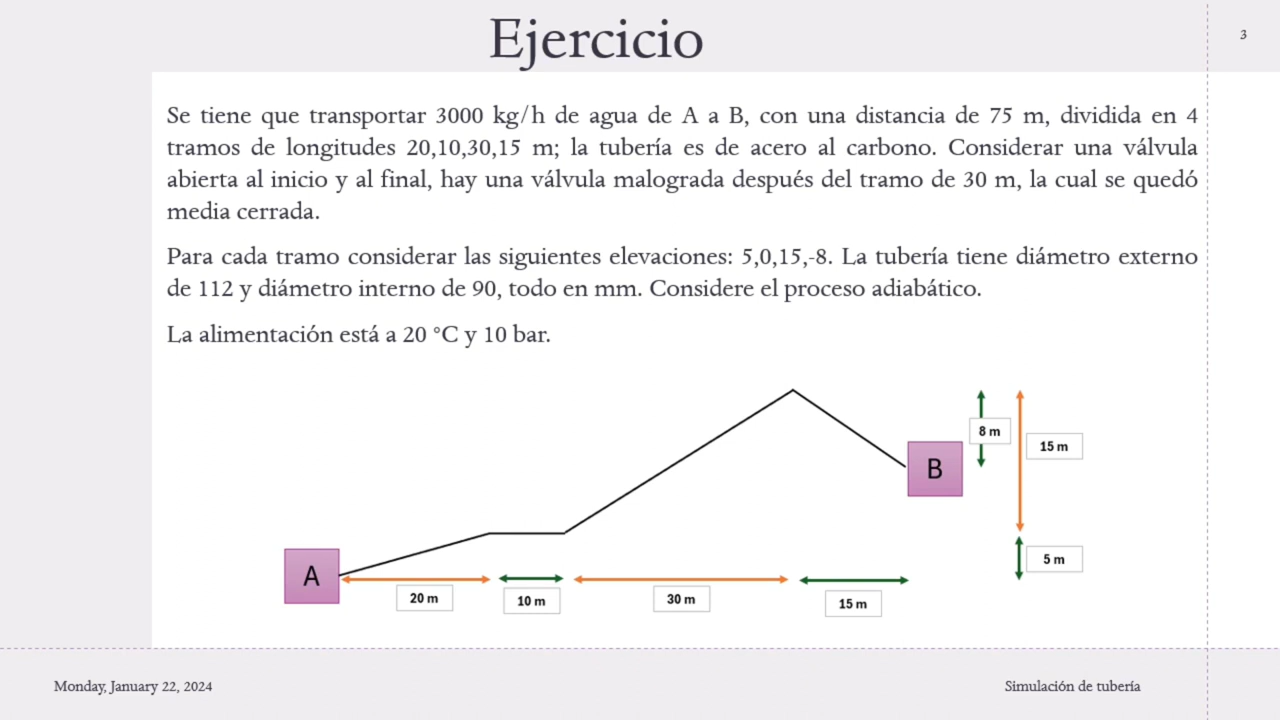 Ejercicio
3
Se tiene que transportar 3000 kg/h de agua de A a B, con una distancia de 75 m, dividida en 4
tramos de longitudes 20,10,30,15 m; la tubería es de acero al carbono. Considerar una válvula
abierta al inicio y al final, hay una válvula malograda después del tramo de 30 m, la cual se quedó
media cerrada.
Para cada tramo considerar las siguientes elevaciones: 5,0,15,-8. La tubería tiene diámetro externo
de 112 y diámetro interno de 90, todo en mm. Considere el proceso adiabático.
La alimentación está a 20 °C y 10 bar.
8 m
15 m
B
A
5 m
20 m
10 m
30 m
15 m
Monday, January 22, 2024
Simulación de tubería